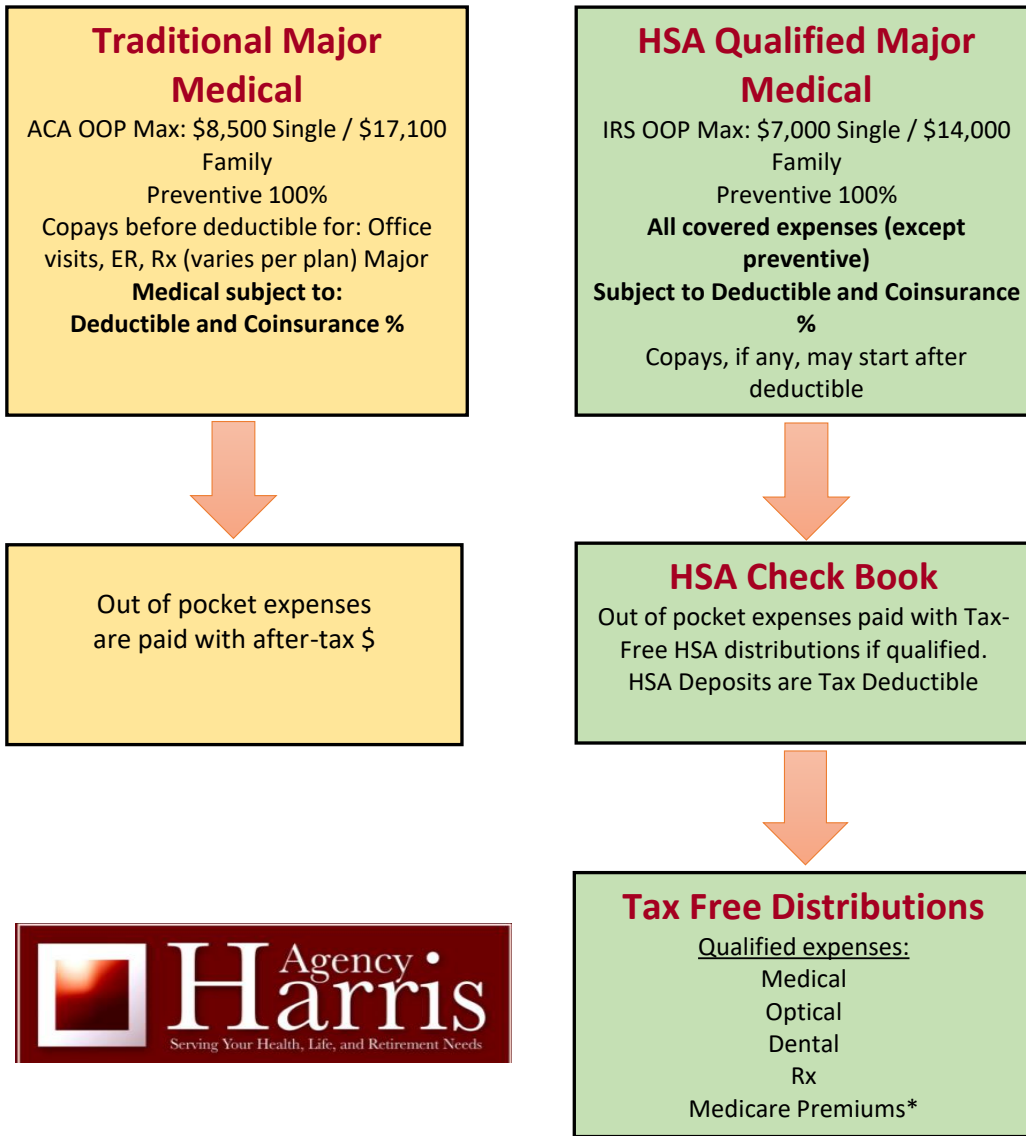 Traditional Major
Medical
ACA OOP Max: $8,500 Single / $17,100
Family
Preventive 100%
Copays before deductible for: Office
visits, ER, Rx (varies per plan) Major
Medical subject to:
Deductible and Coinsurance %
Out of pocket expenses
are paid with after-tax $
HSA Qualified Major
Medical
IRS OOP Max: $7,000 Single / $14,000
Family
Preventive 100%
All covered expenses (except
preventive)
Subject to Deductible and Coinsurance
%
Copays, if any, may start after
deductible
HSA Check Book
Out of pocket expenses paid with Tax-
Free HSA distributions if qualified.
HSA Deposits are Tax Deductible
Tax Free Distributions
Qualified expenses:
Medical
Optical
Dental
Rx
Medicare Premiums*
Agency •
Harris
Serving Your Health, Life, and Retirement Needs